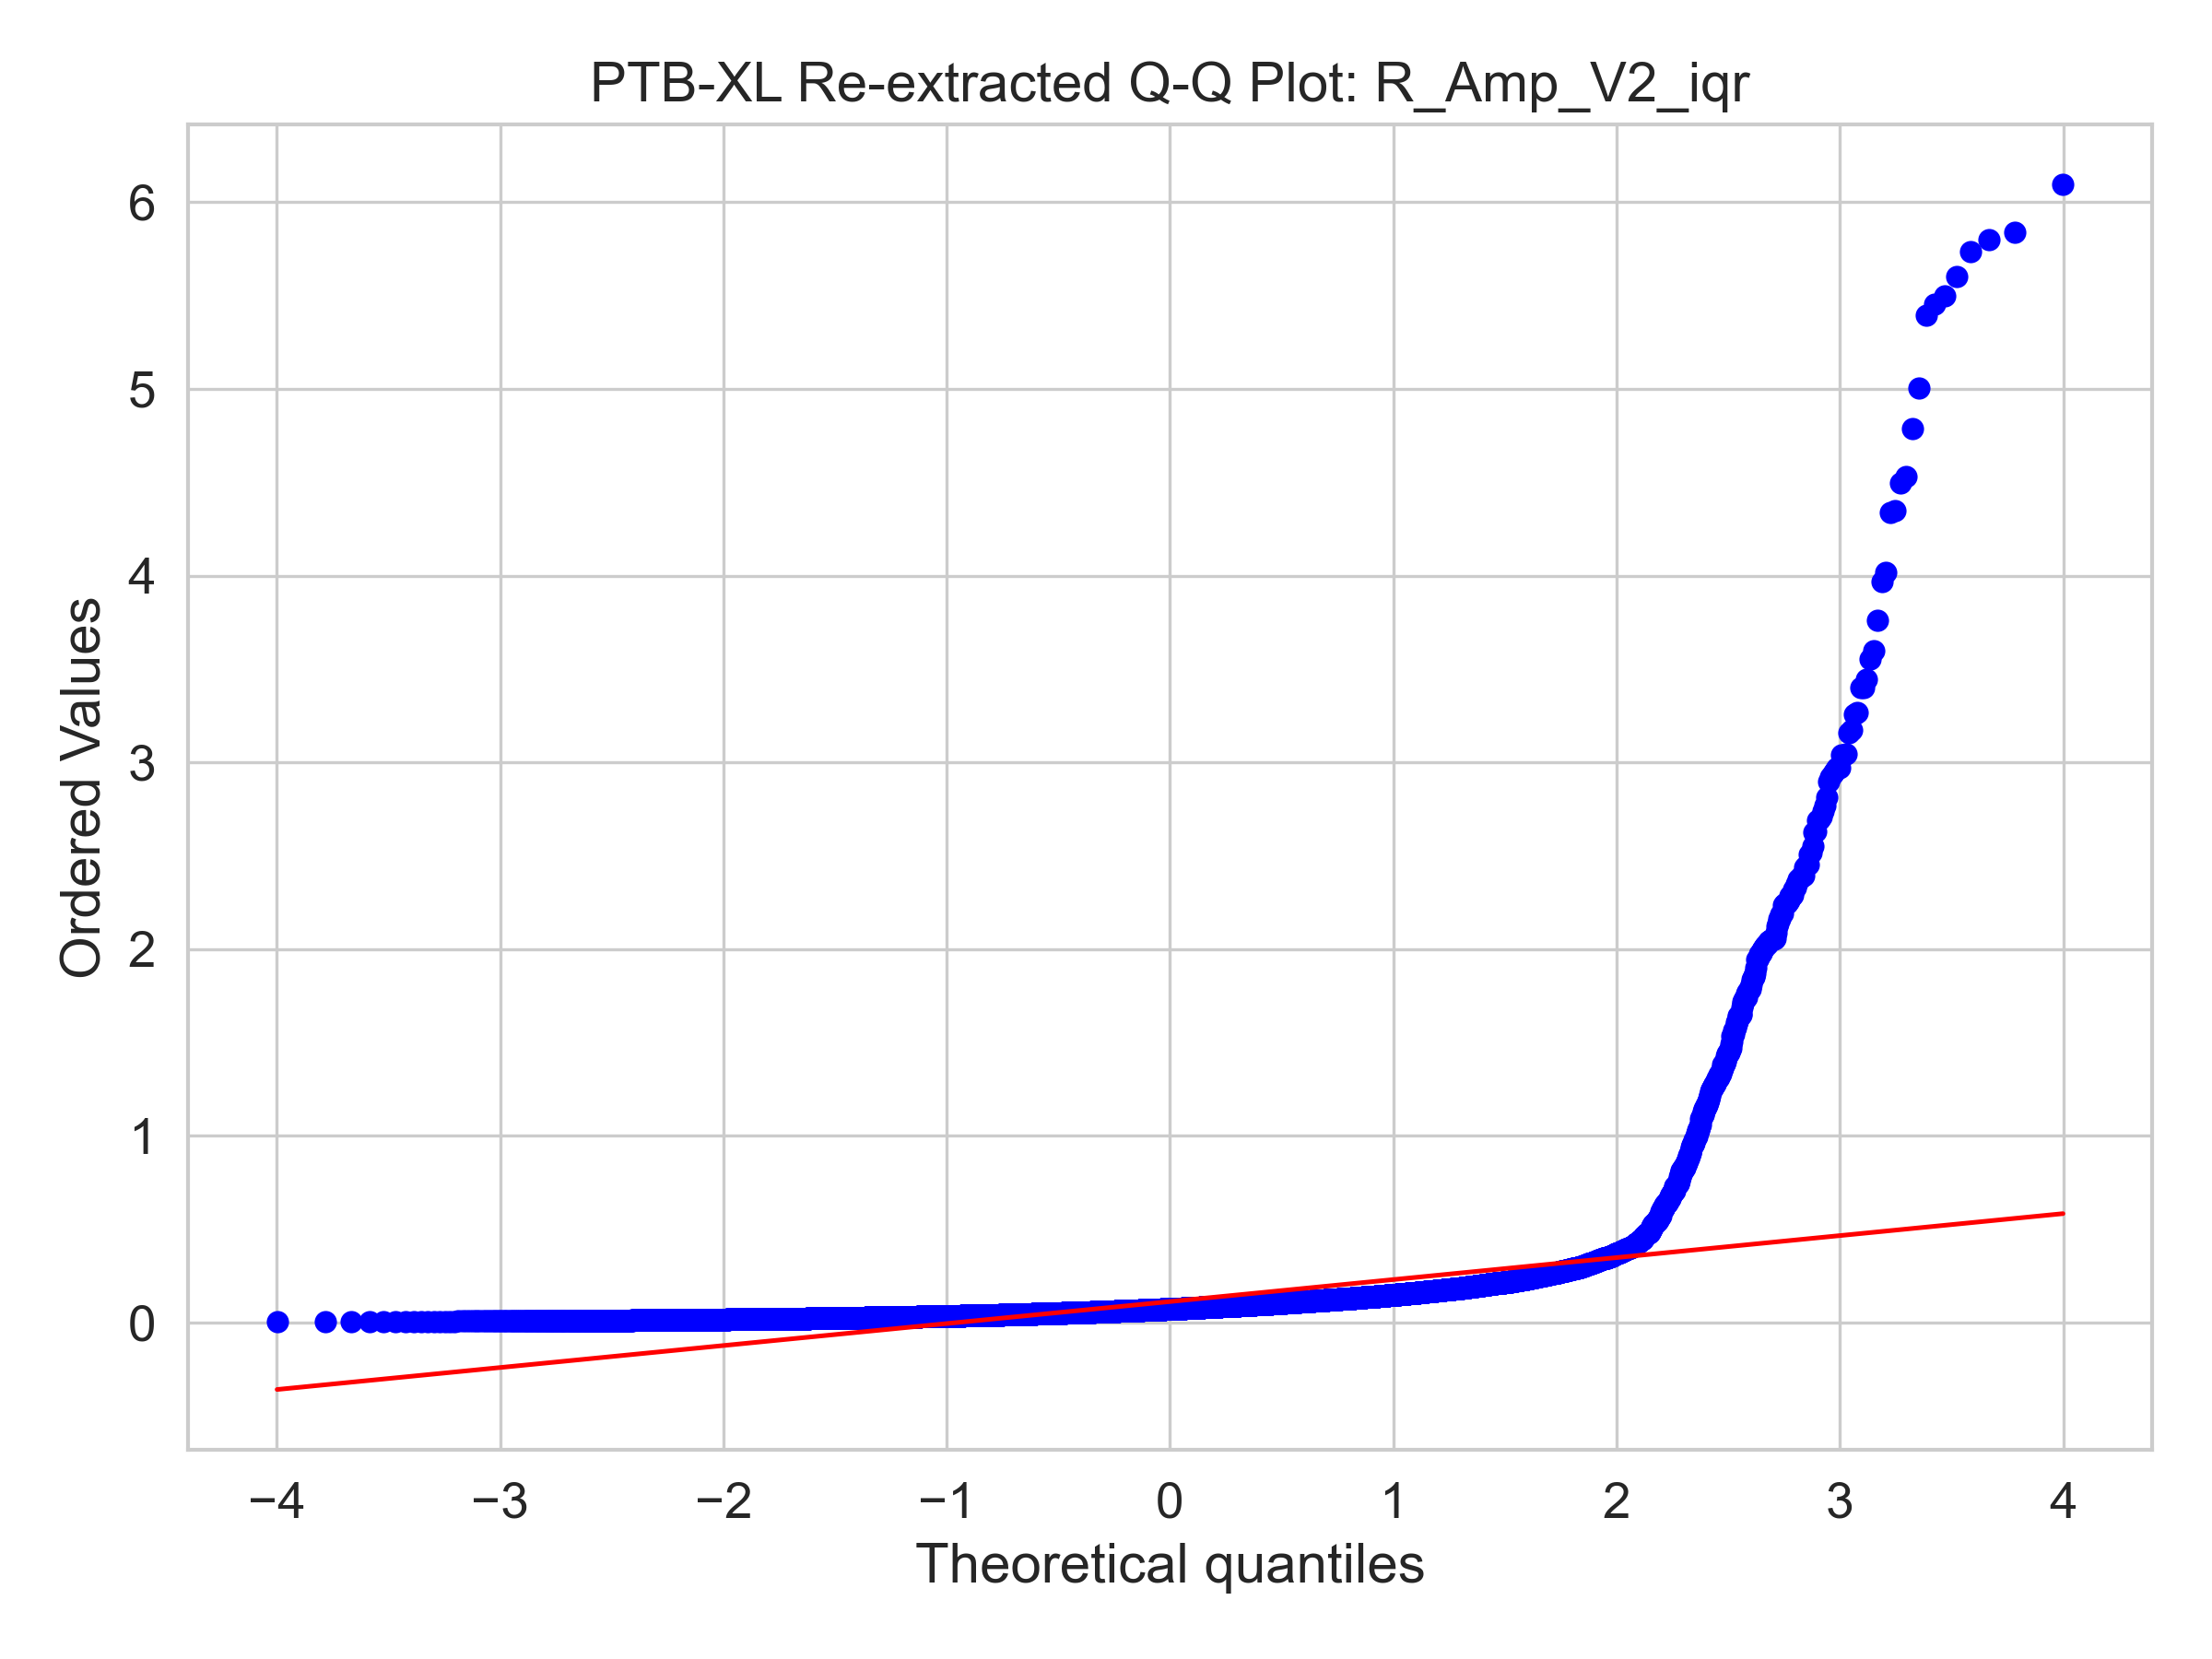 PTB-XL Re-extracted Q-Q Plot: R_Amp_V2_iqr
6
5
4
3
2
1
0
Ordered Values
−4 −3 −2 −1 0 1 2 3 4
Theoretical quantiles